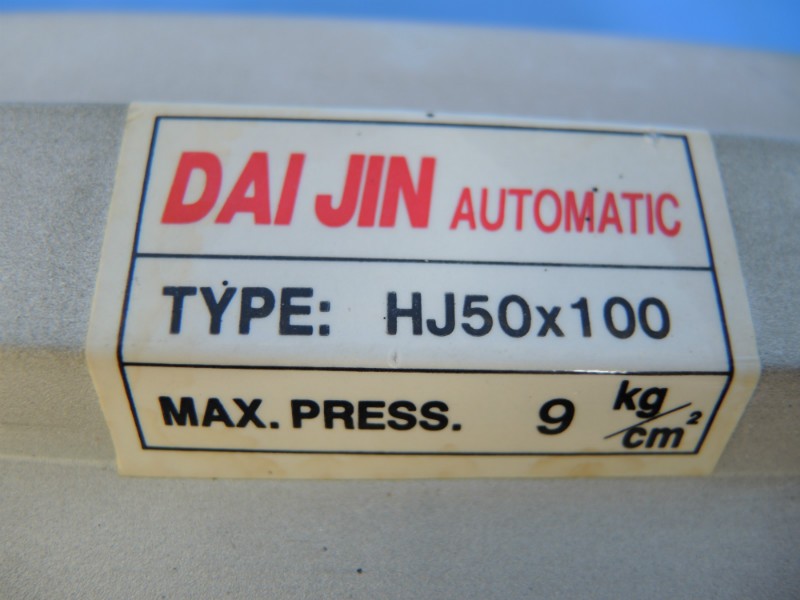 DAI JIN AUTOMATIC
TYPE: HJ50x100
MAX. PRESS. 9 kg/cm²